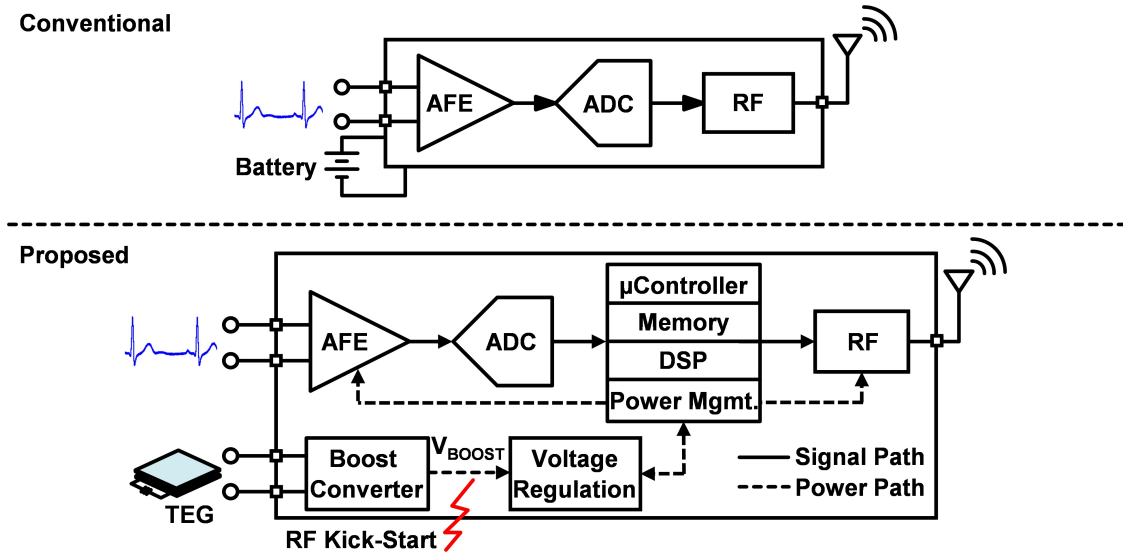 Conventional
AFE
ADC
RF
Battery
Proposed
µController
Memory
AFE
ADC
DSP
RF
Power Mgmt.
TEG
Boost
Converter
VBOOST
Voltage
Regulation
Signal Path
Power Path
RF Kick-Start